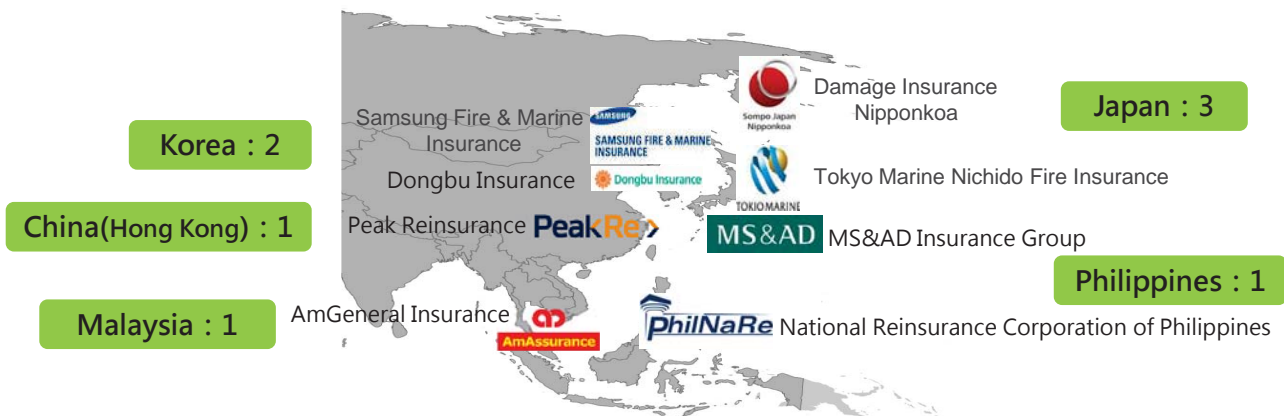 Damage Insurance
Nipponkoa
Sompo Japan
Nipponkoa
Japan：3
Samsung Fire & Marine
Insurance
SAMSUNG
SAMSUNG FIRE & MARINE
INSURANCE
Korea：2
Dongbu Insurance
Dongbu Insurance
TOKIO MARINE
Tokyo Marine Nichido Fire Insurance
China(Hong Kong)：1
Peak Reinsurance
PeakRe
MS&AD
MS&AD Insurance Group
Philippines：1
Malaysia：1
AmGeneral Insurance
AmAssurance
PhilNaRe
National Reinsurance Corporation of Philippines